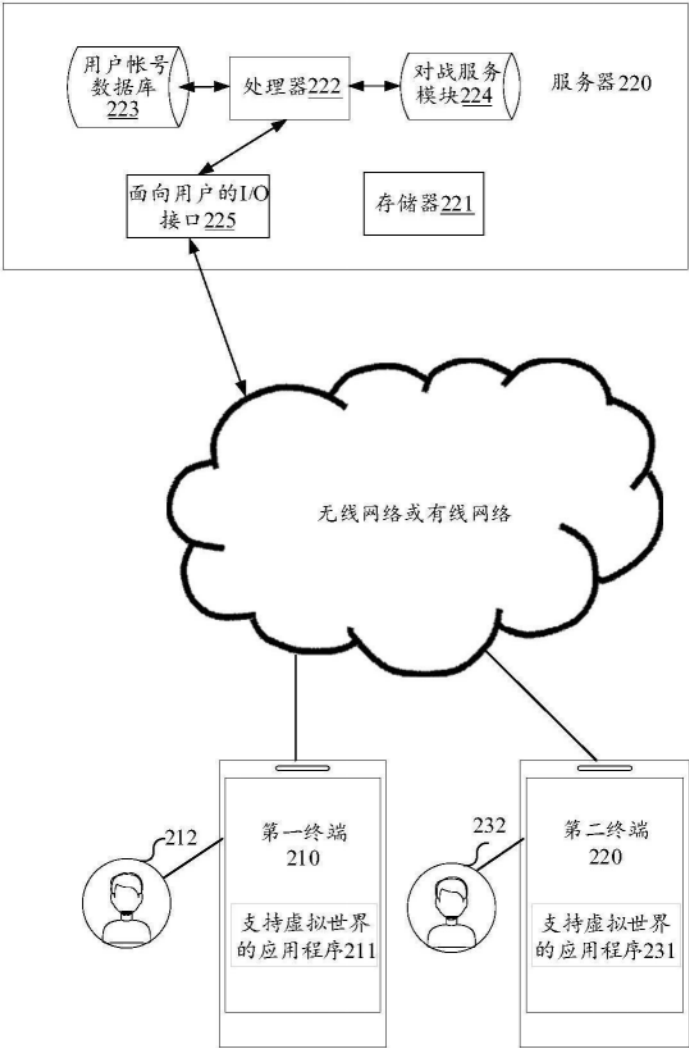 用户帐号
数据库
223
处理器222
对战服务
模块224
服务器220
面向用户的I/O
接口225
存储器221
无线网络或有线网络
212
第一终端
210
支持虚拟世界
的应用程序211
232
第二终端
220
支持虚拟世界
的应用程序231